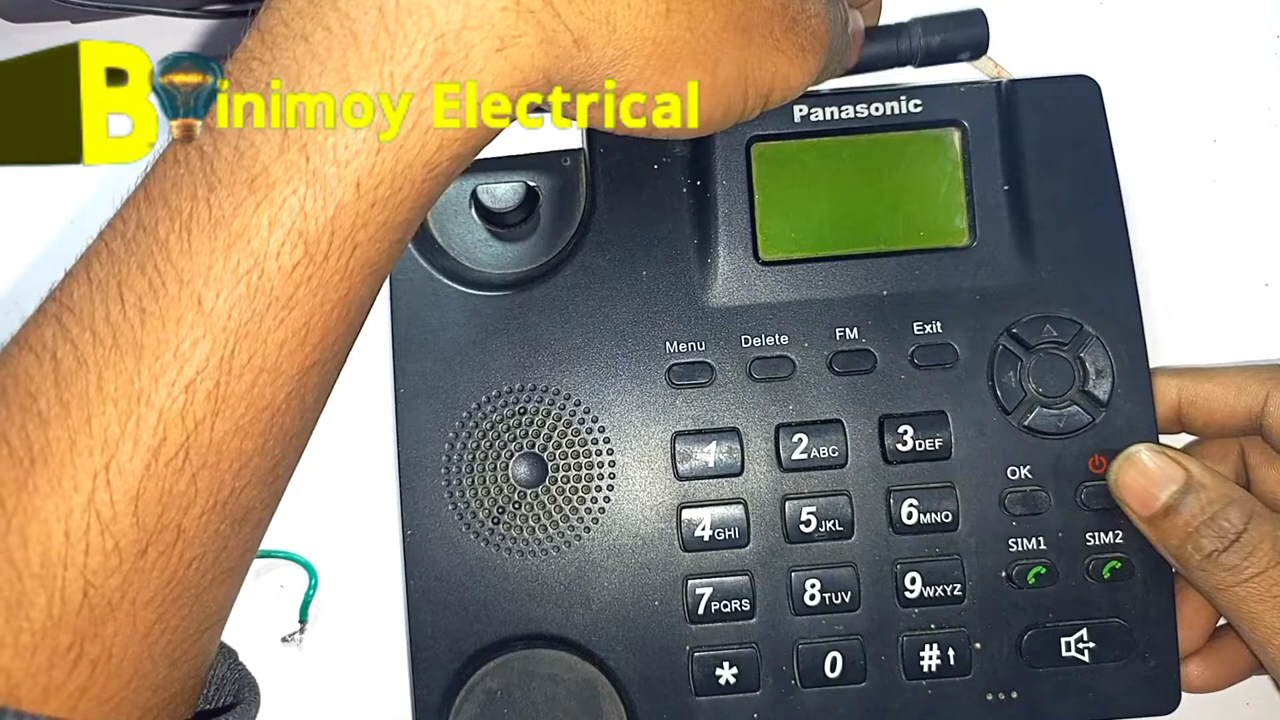 Binimoy Electrical
Panasonic
Menu Delete FM Exit
1 2ABC 3DEF
OK
4GHI 5JKL 6MNO
SIM1 SIM2
7PQRS 8TUV 9WXYZ
* 0 #↑